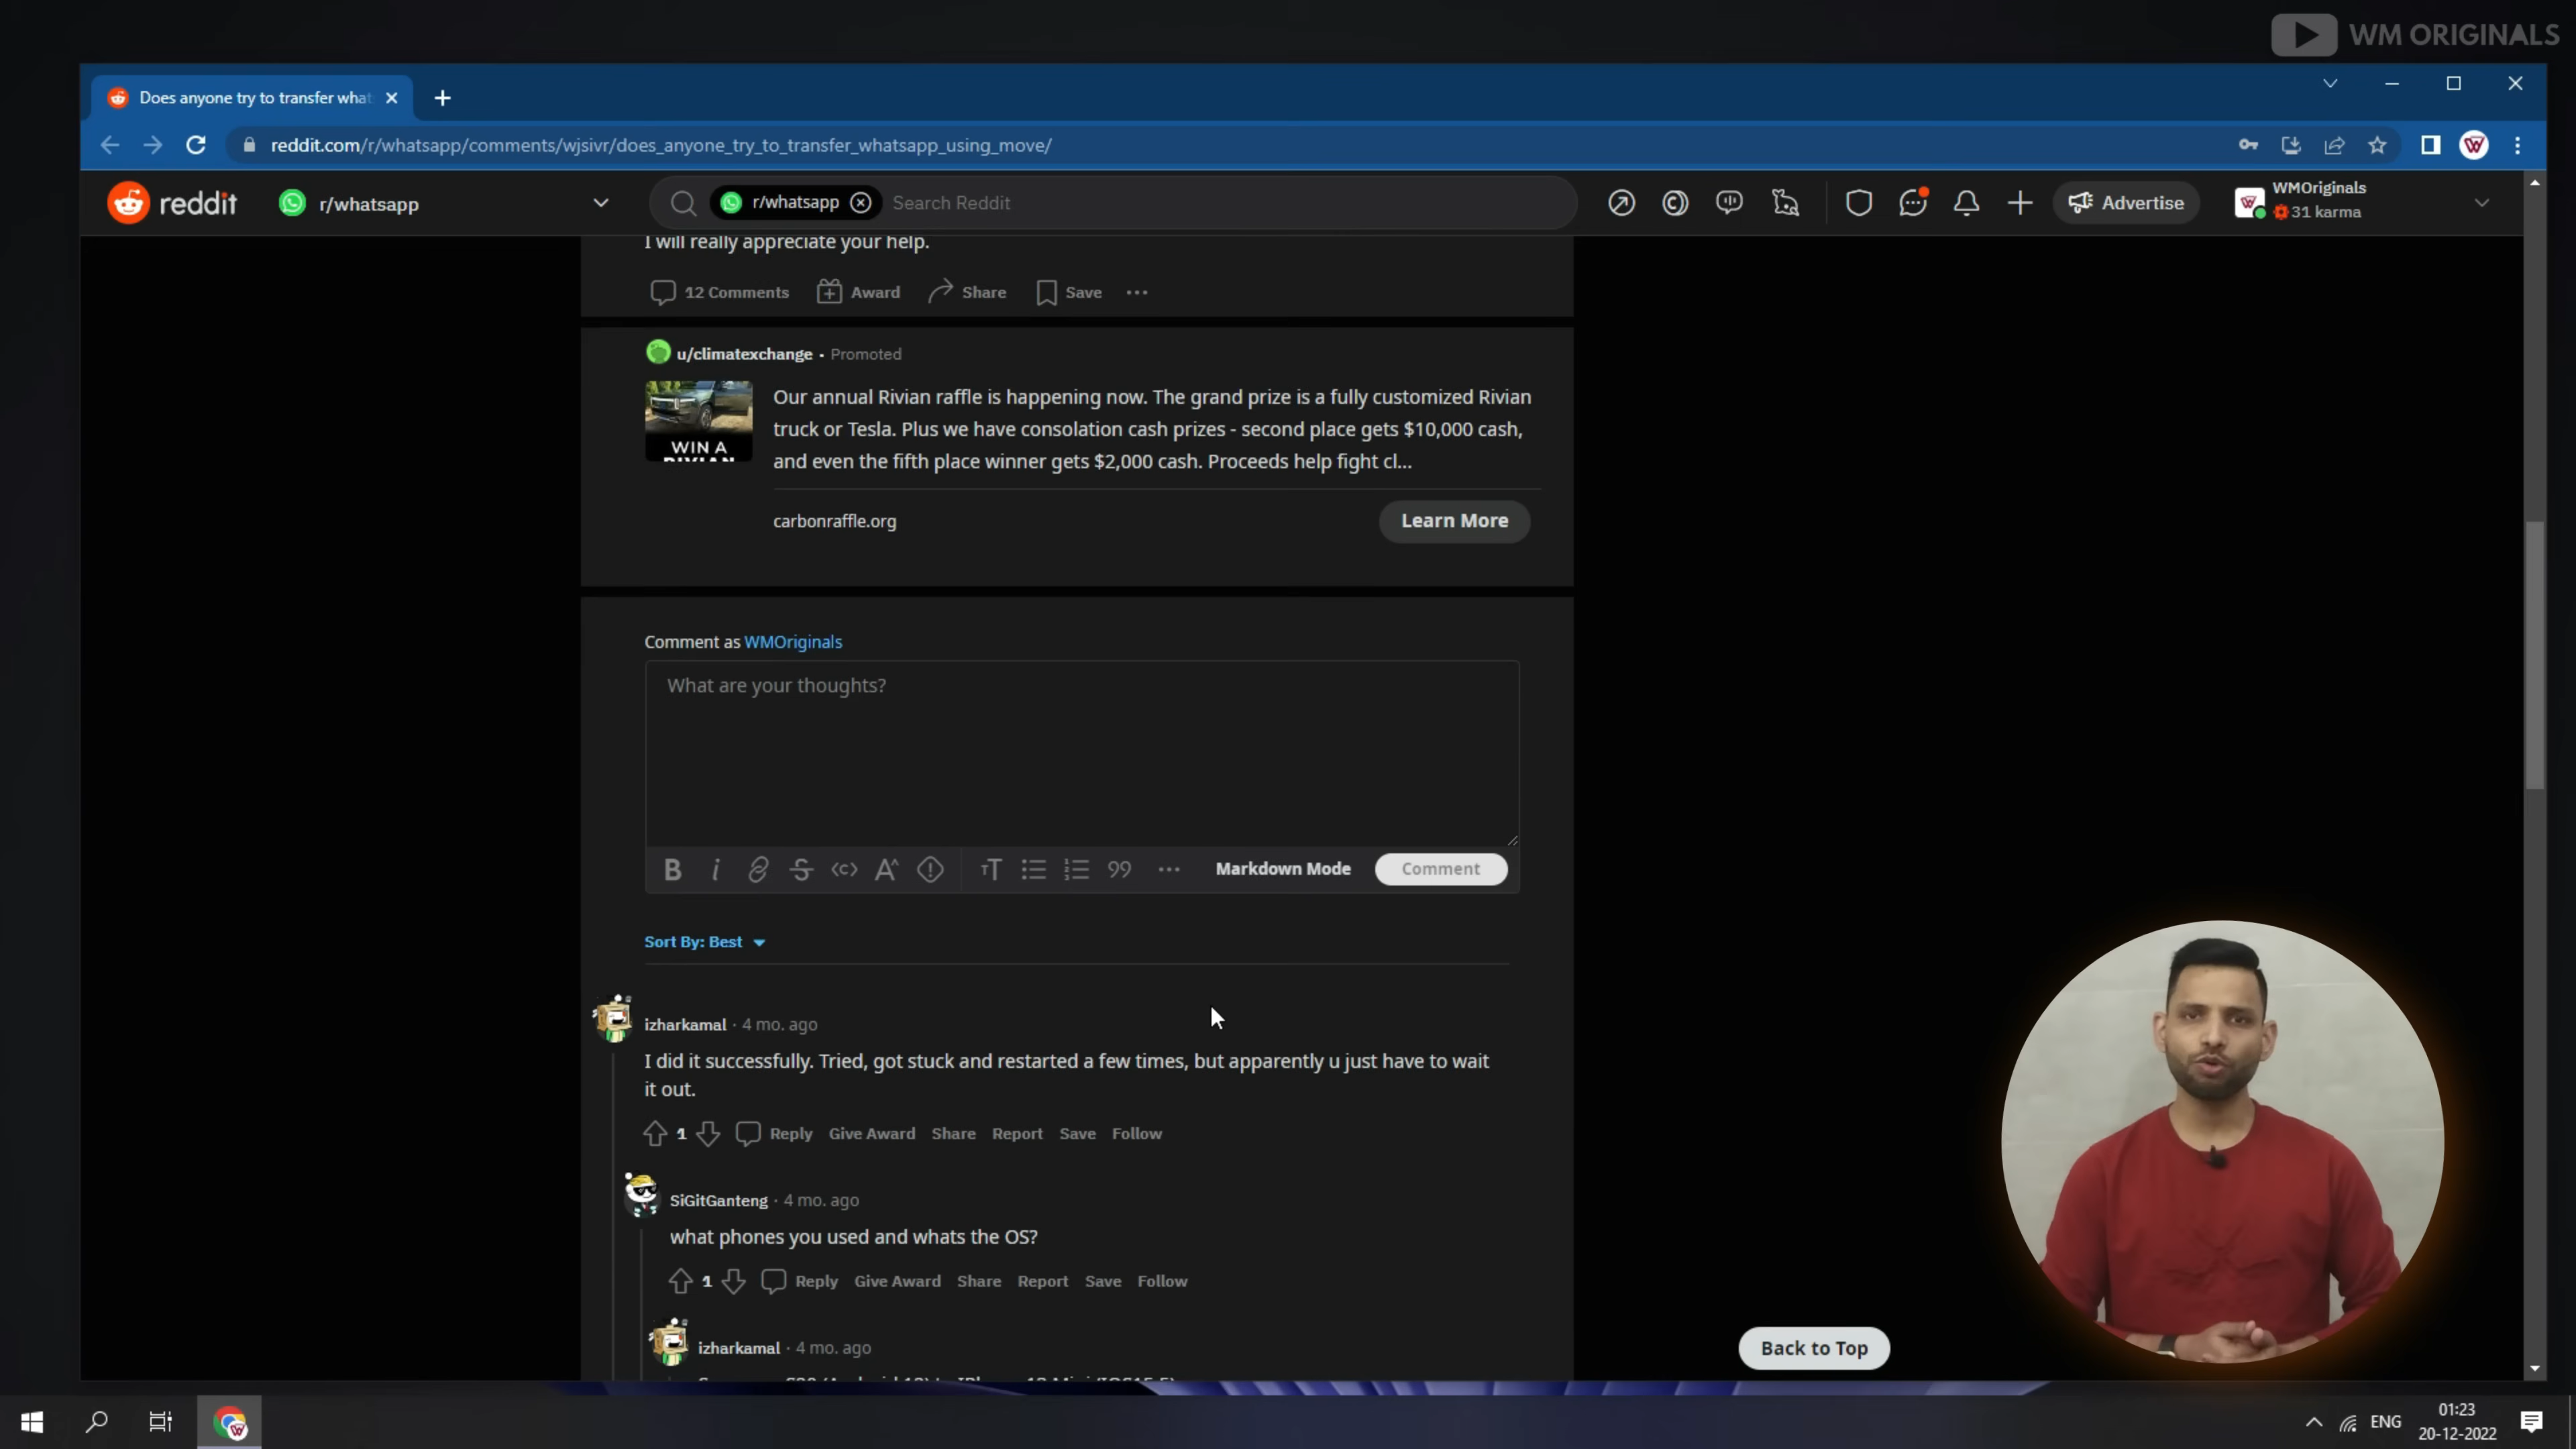 WM ORIGINALS
Does anyone try to transfer what
reddit.com/r/whatsapp/comments/wjsivr/does_anyone_try_to_transfer_whatsapp_using_move/
reddit
r/whatsapp
r/whatsapp
Search Reddit
Advertise
WMOriginals
31 karma
I will really appreciate your help.
12 Comments Award Share Save
u/climatexchange • Promoted
WIN A
Our annual Rivian raffle is happening now. The grand prize is a fully customized Rivian
truck or Tesla. Plus we have consolation cash prizes - second place gets $10,000 cash,
and even the fifth place winner gets $2,000 cash. Proceeds help fight cl...
carbonraffle.org
Learn More
Comment as WMOriginals
What are your thoughts?
Markdown Mode
Comment
Sort By: Best
izharkamal · 4 mo. ago
I did it successfully. Tried, got stuck and restarted a few times, but apparently u just have to wait
it out.
1 Reply Give Award Share Report Save Follow
SiGitGanteng · 4 mo. ago
what phones you used and whats the OS?
1 Reply Give Award Share Report Save Follow
izharkamal · 4 mo. ago
Back to Top
ENG
01:23
20-12-2022